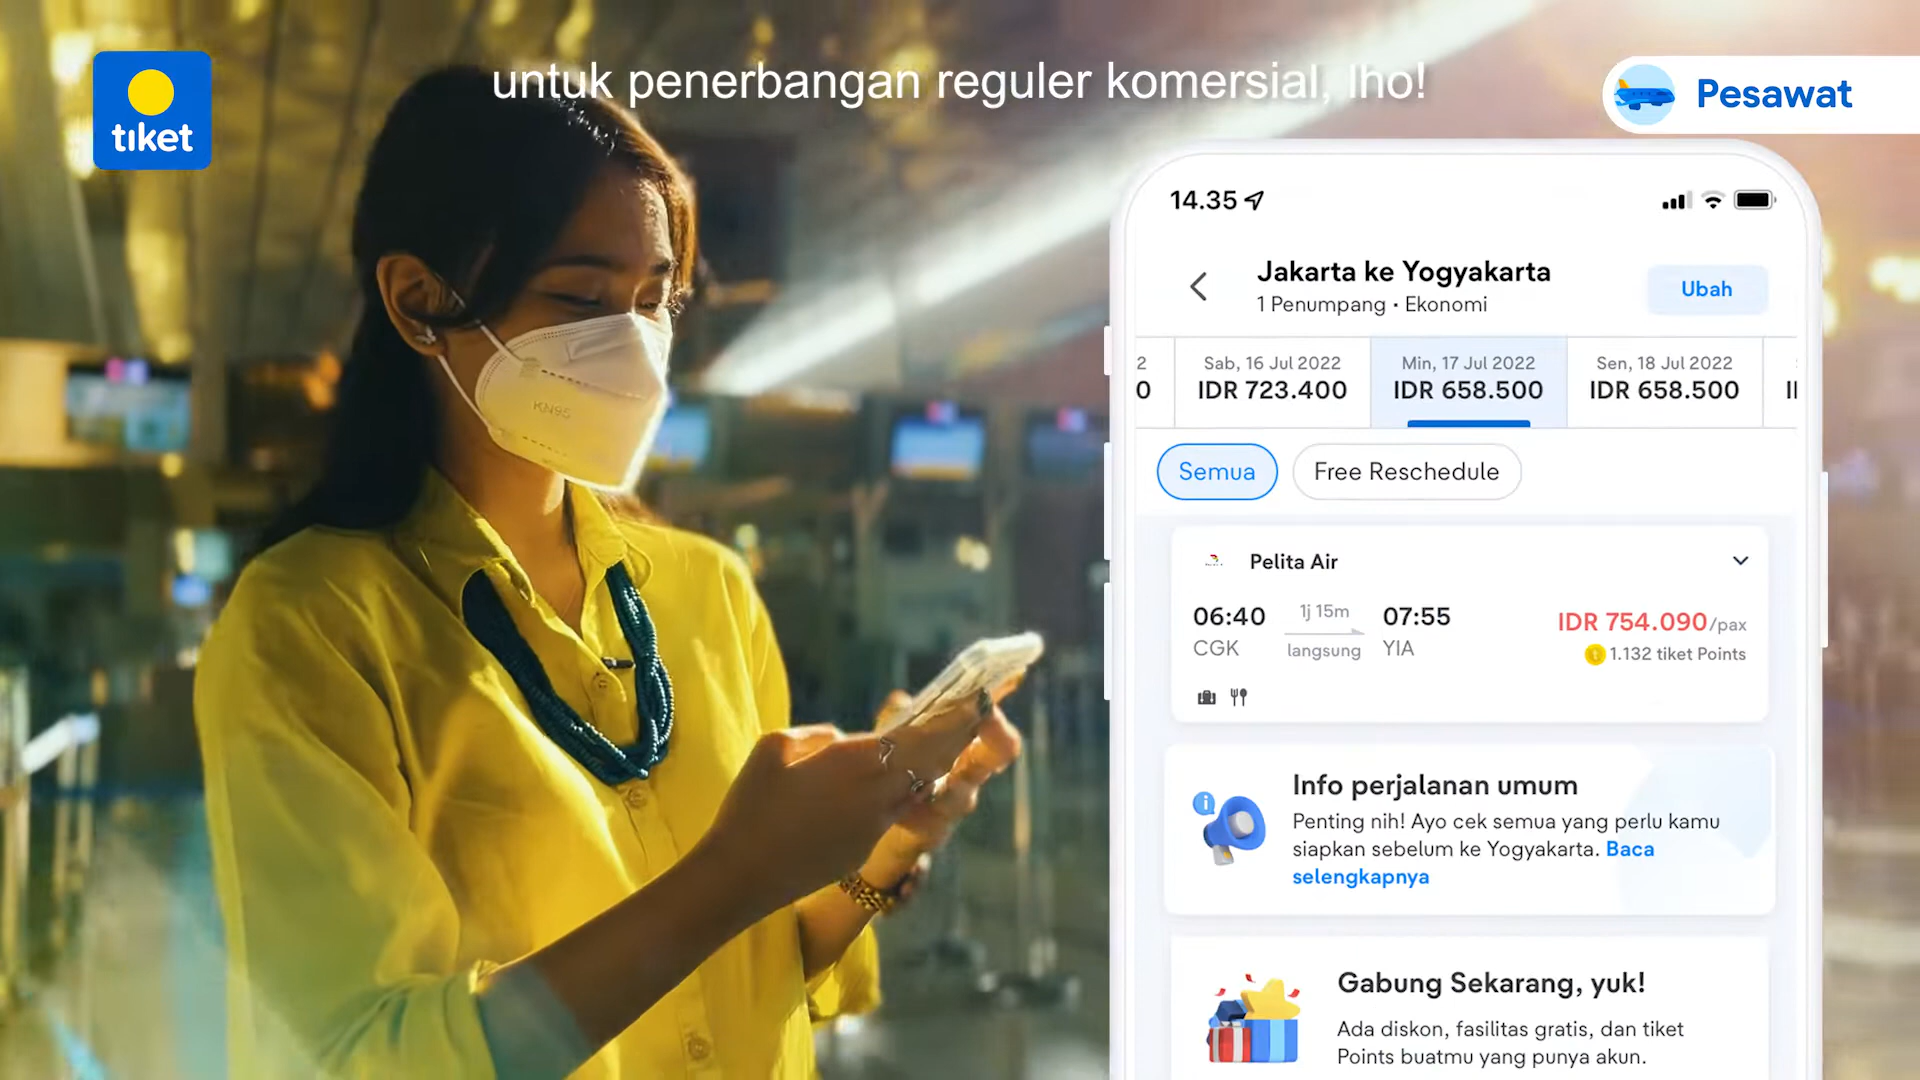 untuk penerbangan reguler komersial, lho!
tiket
Pesawat
14.35
Jakarta ke Yogyakarta
1 Penumpang • Ekonomi
Ubah
2
0
Sab, 16 Jul 2022
IDR 723.400
Min, 17 Jul 2022
IDR 658.500
Sen, 18 Jul 2022
IDR 658.500
Semua
Free Reschedule
Pelita Air
06:40
1j 15m
07:55
IDR 754.090/pax
CGK
langsung
YIA
1.132 tiket Points
Info perjalanan umum
Penting nih! Ayo cek semua yang perlu kamu
siapkan sebelum ke Yogyakarta. Baca
selengkapnya
Gabung Sekarang, yuk!
Ada diskon, fasilitas gratis, dan tiket
Points buatmu yang punya akun.
KN95